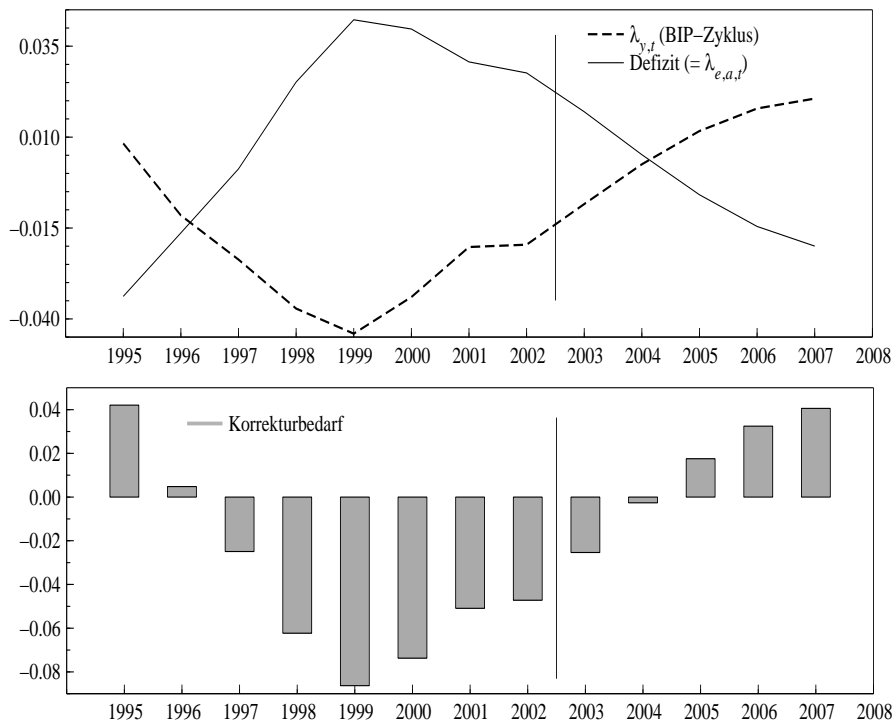 0.035
0.010
−0.015
−0.040
λy,t (BIP−Zyklus)
Defizit (= λe,a,t)
1995 1996 1997 1998 1999 2000 2001 2002 2003 2004 2005 2006 2007 2008
0.04
0.02
0.00
−0.02
−0.04
−0.06
−0.08
Korrekturbedarf
1995 1996 1997 1998 1999 2000 2001 2002 2003 2004 2005 2006 2007 2008